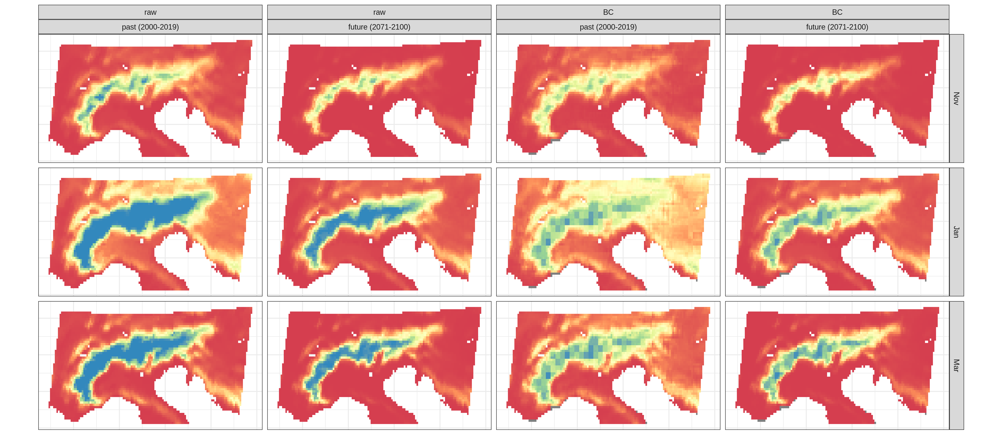 raw
raw
BC
BC
past (2000-2019)
future (2071-2100)
past (2000-2019)
future (2071-2100)
Nov
Jan
Mar